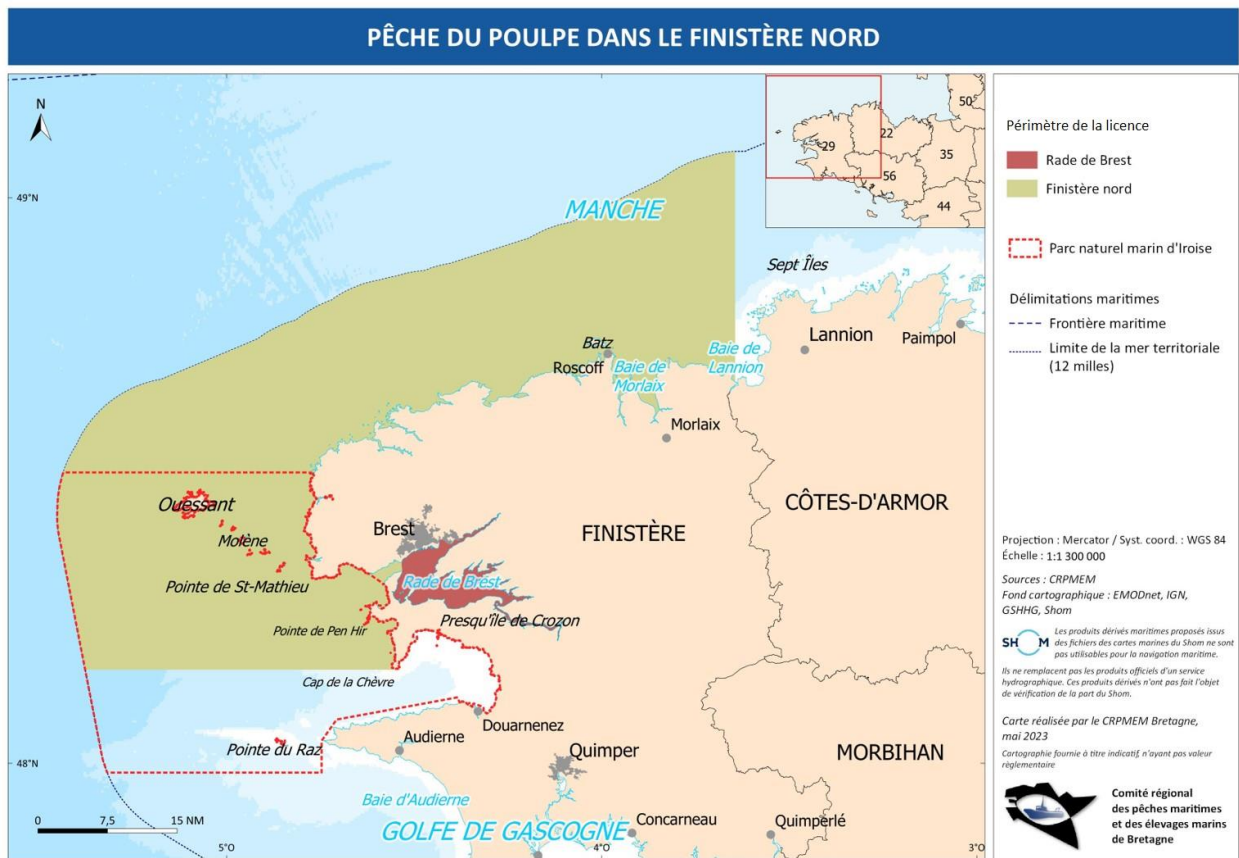 PÊCHE DU POULPE DANS LE FINISTÈRE NORD
N
49°N
48°N
MANCHE
Sept Îles
Lannion
Paimpol
Batz
Roscoff
Baie de
Morlaix
Baie de
Lannion
Morlaix
Ouessant
Molène
Pointe de St-Mathieu
Brest
FINISTÈRE
CÔTES-D'ARMOR
Rade de Brest
Presqu'île de Crozon
Pointe de Pen Hir
Cap de la Chèvre
Douarnenez
Pointe du Raz
Audierne
Quimper
MORBIHAN
Baie d'Audierne
GOLFE DE GASCOGNE
Concarneau
Quimperlé
0 7,5 15 NM
5°O
4°O
3°O
50
22
29
35
56
44
Périmètre de la licence
Rade de Brest
Finistère nord
Parc naturel marin d'Iroise
Délimitations maritimes
Frontière maritime
Limite de la mer territoriale
(12 milles)
Projection : Mercator / Syst. coord. : WGS 84
Échelle : 1:1 300 000
Sources : CRPMEM
Fond cartographique : EMODnet, IGN,
GSHHG, Shom
SHOM
Les produits dérivés maritimes proposés issus
des fichiers des cartes marines du Shom ne sont
pas utilisables pour la navigation maritime.
Ils ne remplacent pas les produits officiels d'un service
hydrographique. Ces produits dérivés n'ont pas fait l'objet
de vérification de la part du Shom.
Carte réalisée par le CRPMEM Bretagne,
mai 2023
Cartographie fournie à titre indicatif, n'ayant pas valeur
règlementaire
Comité régional
des pêches maritimes
et des élevages marins
de Bretagne